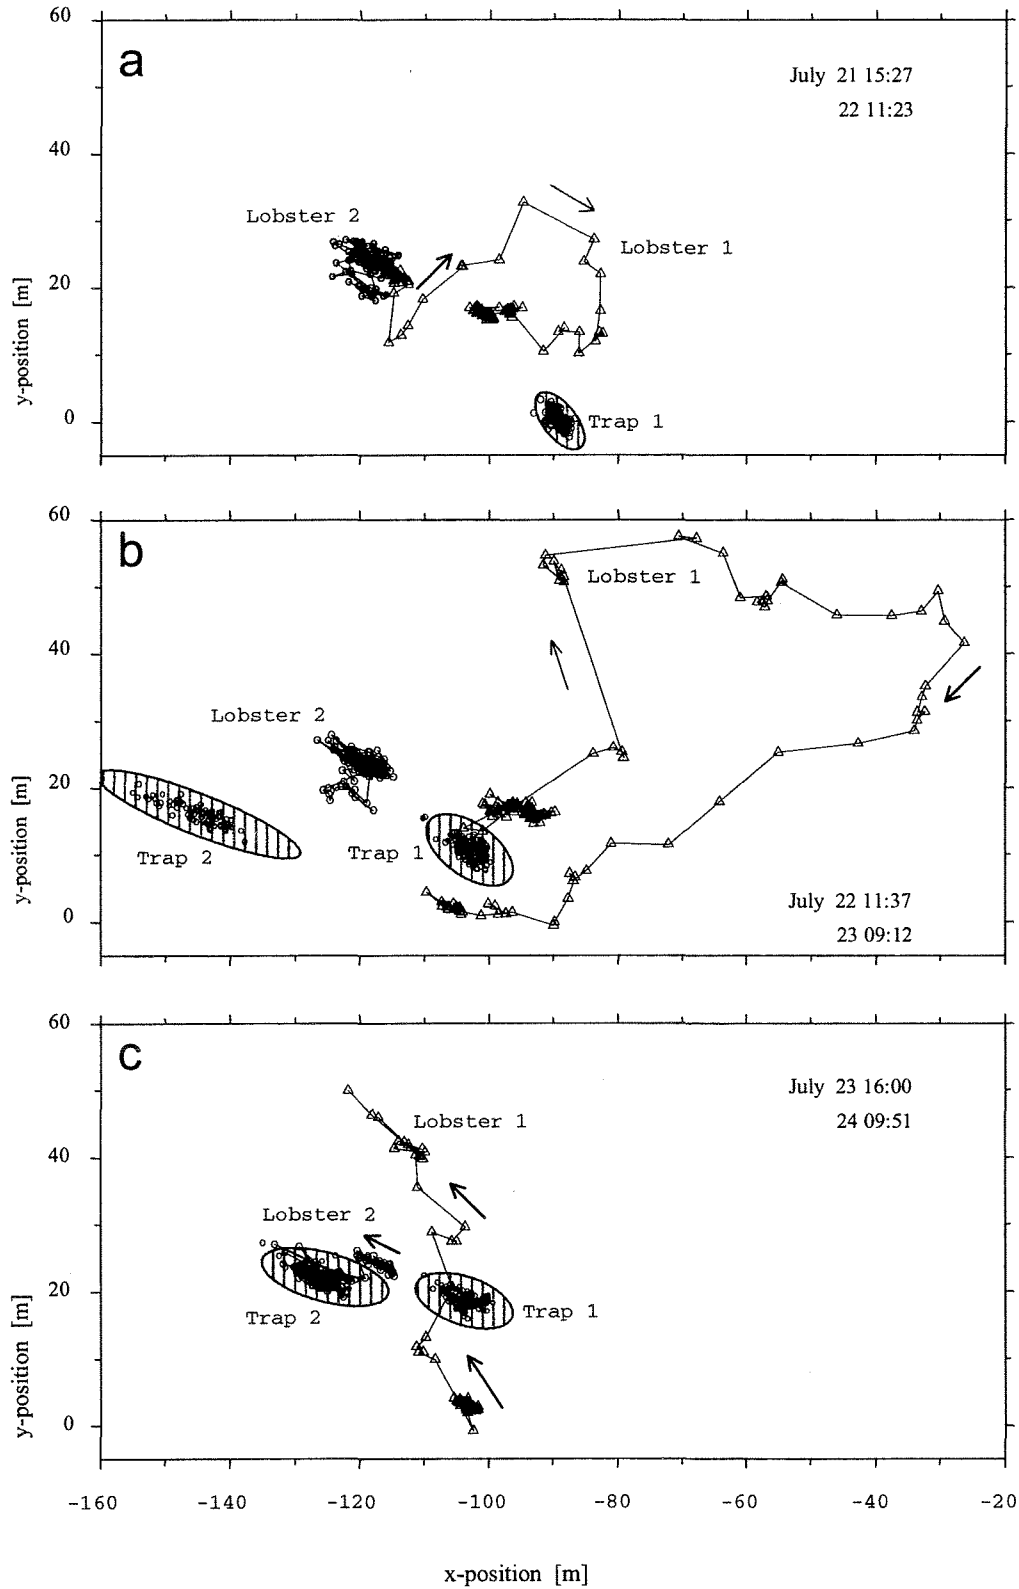 60
a
July 21 15:27
22 11:23
40
Lobster 2
Lobster 1
20
y-position [m]
Trap 1
0
60
b
Lobster 1
40
Lobster 2
20
y-position [m]
Trap 2
Trap 1
July 22 11:37
23 09:12
0
60
c
July 23 16:00
24 09:51
Lobster 1
40
Lobster 2
20
y-position [m]
Trap 2
Trap 1
0
-160 -140 -120 -100 -80 -60 -40 -20
x-position [m]